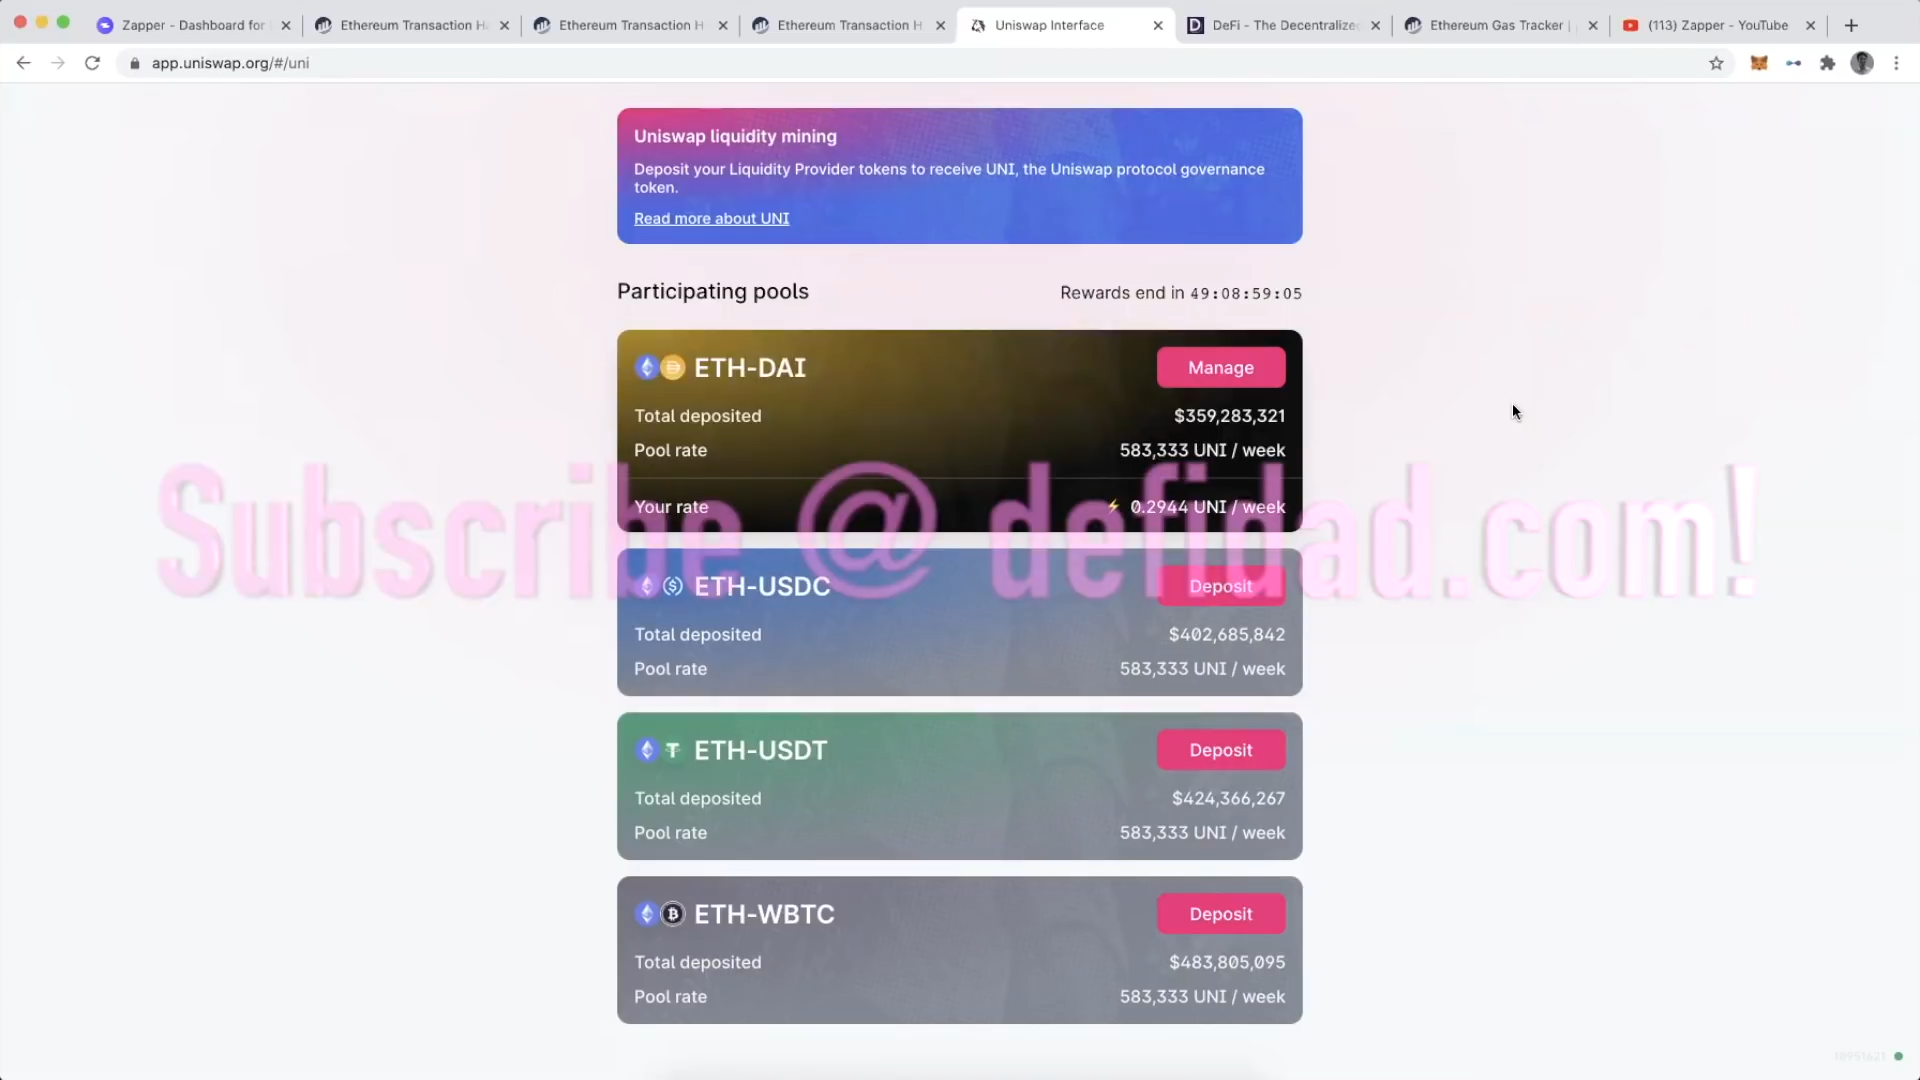 Zapper - Dashboard for
Ethereum Transaction Ha
Ethereum Transaction H
Ethereum Transaction H
Uniswap Interface
DeFi - The Decentralized
Ethereum Gas Tracker |
(113) Zapper - YouTube
app.uniswap.org/#/uni
Uniswap liquidity mining
Deposit your Liquidity Provider tokens to receive UNI, the Uniswap protocol governance
token.
Read more about UNI
Participating pools
Rewards end in 49:08:59:05
ETH-DAI
Manage
Total deposited
$359,283,321
Pool rate
583,333 UNI / week
Your rate
⚡ 0.2944 UNI / week
Subscribe @ defidad.com!
ETH-USDC
Deposit
Total deposited
$402,685,842
Pool rate
583,333 UNI / week
ETH-USDT
Deposit
Total deposited
$424,366,267
Pool rate
583,333 UNI / week
ETH-WBTC
Deposit
Total deposited
$483,805,095
Pool rate
583,333 UNI / week
10951621